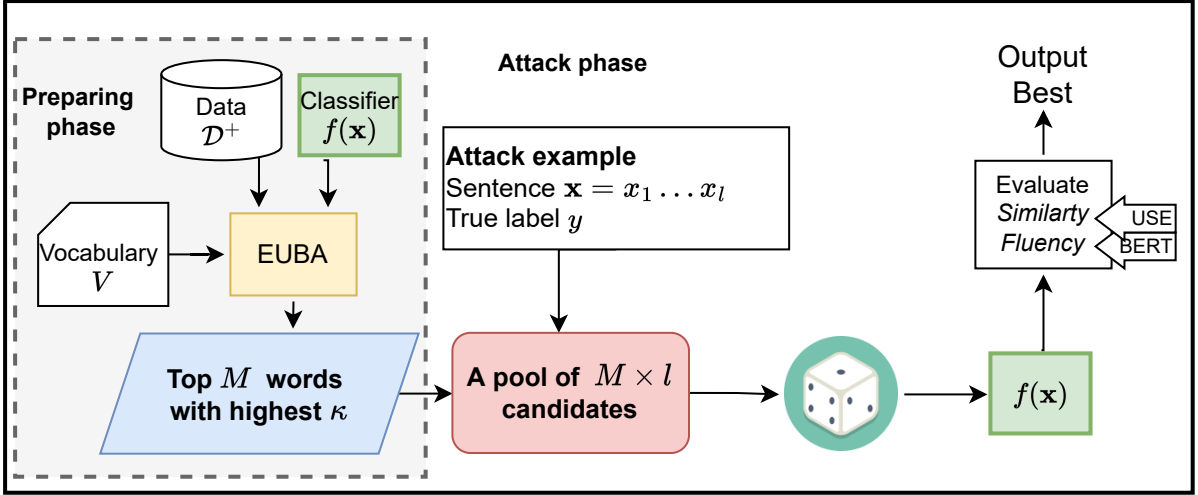 Preparing
phase
Data
𝒟⁺
Classifier
f(𝐱)
Vocabulary
V
EUBA
Top M words
with highest κ
Attack phase
Attack example
Sentence 𝐱 = x₁ … xₗ
True label y
A pool of M × l
candidates
f(𝐱)
Evaluate
Similarty
Fluency
USE
BERT
Output
Best